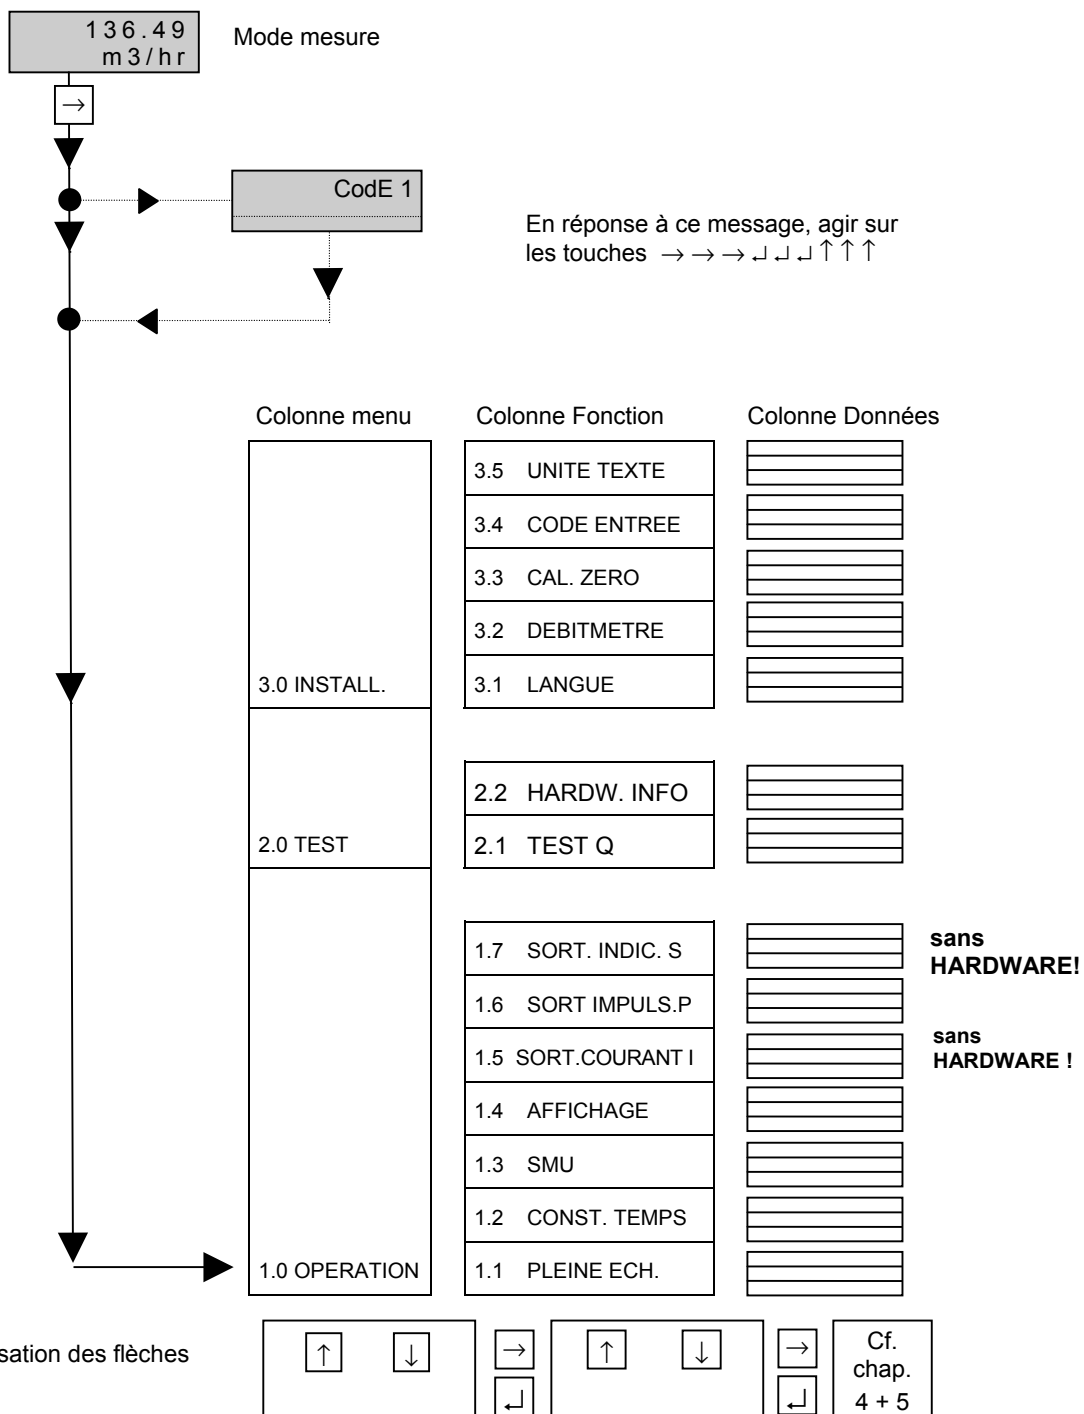 136.49
m3/hr
Mode mesure
→
CodE 1
En réponse à ce message, agir sur
les touches → → → ↵ ↵ ↵ ↑ ↑ ↑
Colonne menu Colonne Fonction Colonne Données
3.5 UNITE TEXTE
3.4 CODE ENTREE
3.3 CAL. ZERO
3.2 DEBITMETRE
3.0 INSTALL. 3.1 LANGUE
2.2 HARDW. INFO
2.0 TEST 2.1 TEST Q
1.7 SORT. INDIC. S
sans
HARDWARE!
1.6 SORT IMPULS.P
1.5 SORT.COURANT I
sans
HARDWARE !
1.4 AFFICHAGE
1.3 SMU
1.2 CONST. TEMPS
1.0 OPERATION 1.1 PLEINE ECH.
sation des flèches
↑ ↓ → ↑ ↓ →
↵ ↵
Cf.
chap.
4 + 5